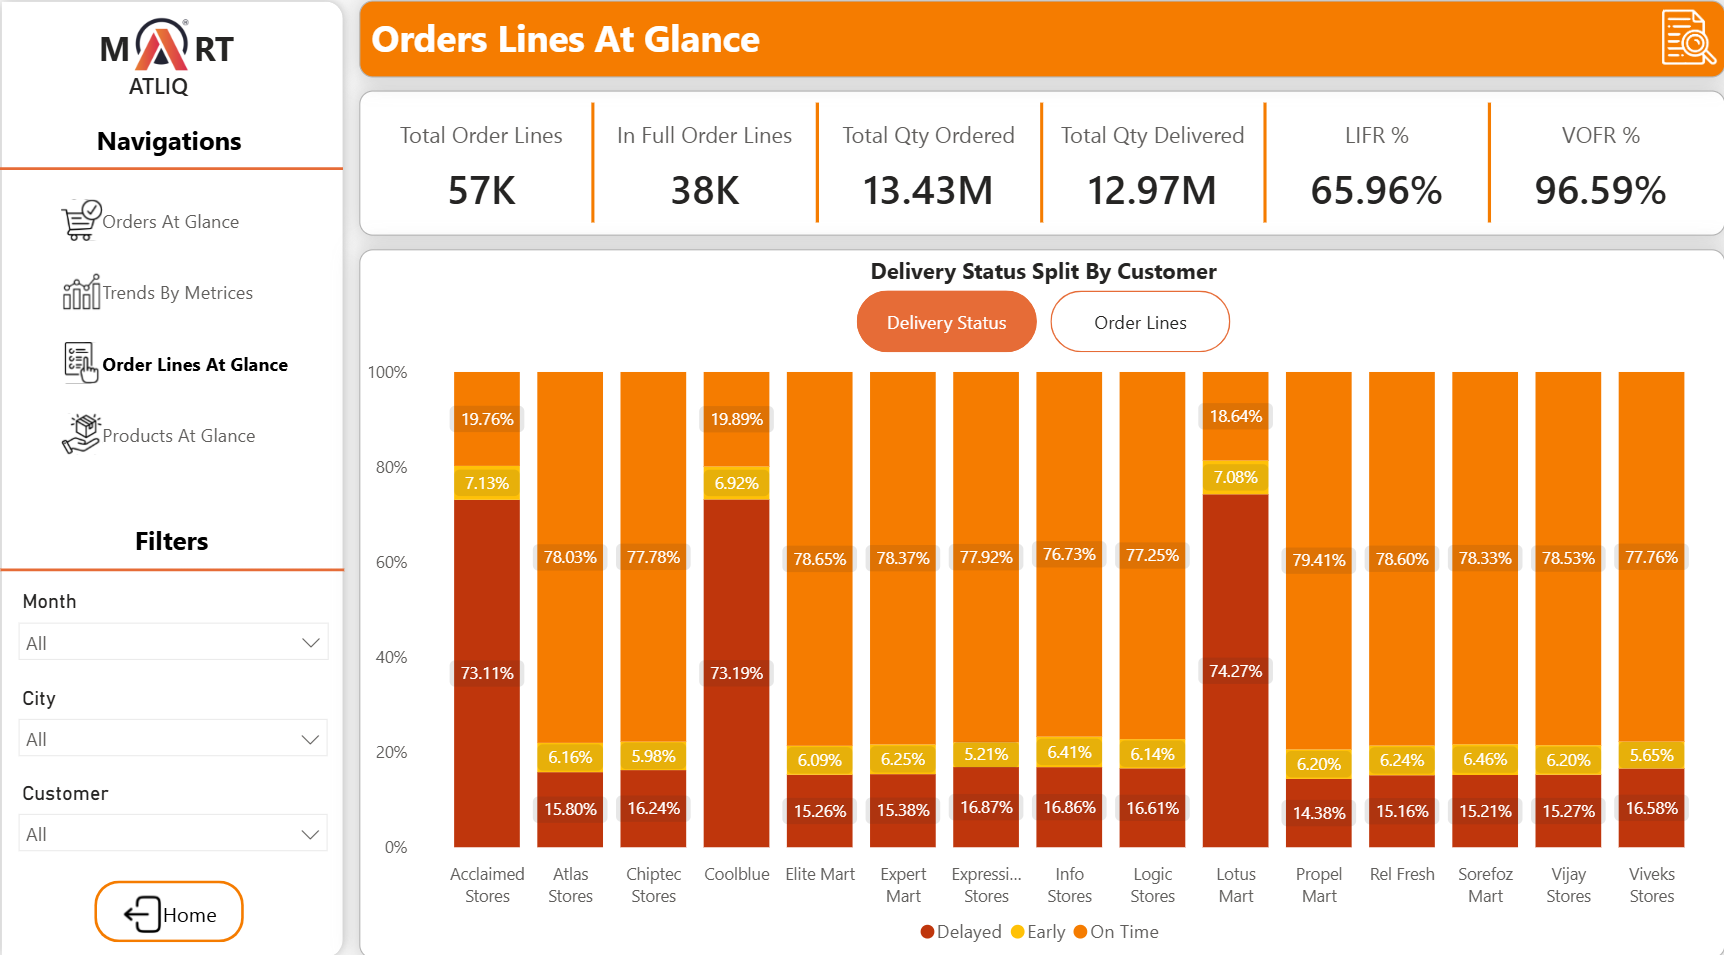 M RT
ATLIQ
Navigations
Orders At Glance
Trends By Metrices
Order Lines At Glance
Products At Glance
Filters
Month
All
City
All
Customer
All
Home
Orders Lines At Glance
Total Order Lines
57K
In Full Order Lines
38K
Total Qty Ordered
13.43M
Total Qty Delivered
12.97M
LIFR %
65.96%
VOFR %
96.59%
Delivery Status Split By Customer
Delivery Status
Order Lines
100%
80%
60%
40%
20%
0%
19.76%
7.13%
73.11%
Acclaimed
Stores
78.03%
6.16%
15.80%
Atlas
Stores
77.78%
5.98%
16.24%
Chiptec
Stores
19.89%
6.92%
73.19%
Coolblue
78.65%
6.09%
15.26%
Elite Mart
78.37%
6.25%
15.38%
Expert
Mart
77.92%
5.21%
16.87%
Expressi...
Stores
76.73%
6.41%
16.86%
Info
Stores
77.25%
6.14%
16.61%
Logic
Stores
18.64%
7.08%
74.27%
Lotus
Mart
79.41%
6.20%
14.38%
Propel
Mart
78.60%
6.24%
15.16%
Rel Fresh
78.33%
6.46%
15.21%
Sorefoz
Mart
78.53%
6.20%
15.27%
Vijay
Stores
77.76%
5.65%
16.58%
Viveks
Stores
Delayed
Early
On Time